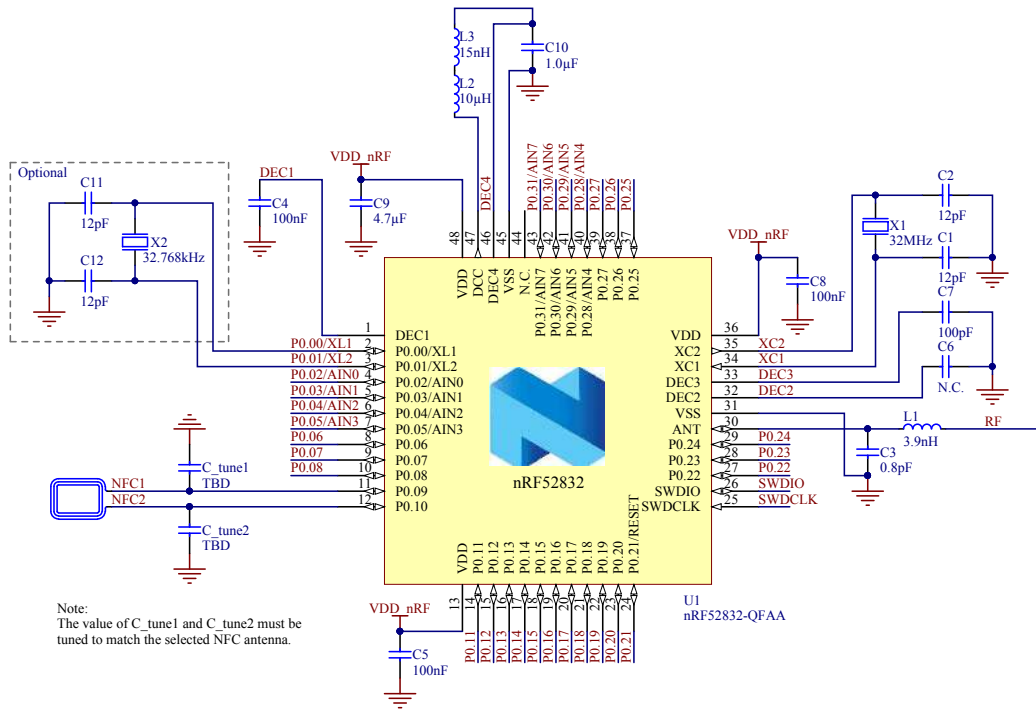 L3
15nH
L2
10µH
C10
1.0µF
Optional
C11
12pF
X2
32.768kHz
C12
12pF
DEC1
C4
100nF
VDD_nRF
C9
4.7µF
DEC4
P0.31/AIN7
P0.30/AIN6
P0.29/AIN5
P0.28/AIN4
P0.27
P0.26
P0.25
48
47
46
45
44
43
42
41
40
39
38
37
VDD
DCC
DEC4
VSS
N.C.
P0.31/AIN7
P0.30/AIN6
P0.29/AIN5
P0.28/AIN4
P0.27
P0.26
P0.25
VDD_nRF
C8
100nF
C2
12pF
X1
32MHz
C1
12pF
C7
100pF
C6
N.C.
1 DEC1
P0.00/XL1 2 P0.00/XL1
P0.01/XL2 3 P0.01/XL2
P0.02/AIN0 4 P0.02/AIN0
P0.03/AIN1 5 P0.03/AIN1
P0.04/AIN2 6 P0.04/AIN2
P0.05/AIN3 7 P0.05/AIN3
P0.06 8 P0.06
P0.07 9 P0.07
P0.08 10 P0.08
NFC1 11 P0.09
NFC2 12 P0.10
C_tune1
TBD
C_tune2
TBD
nRF52832
VDD 36
XC2 35 XC2
XC1 34 XC1
DEC3 33 DEC3
DEC2 32 DEC2
VSS 31
ANT 30
P0.24 29 P0.24
P0.23 28 P0.23
P0.22 27 P0.22
SWDIO 26 SWDIO
SWDCLK 25 SWDCLK
L1
3.9nH
RF
C3
0.8pF
VDD
P0.11
P0.12
P0.13
P0.14
P0.15
P0.16
P0.17
P0.18
P0.19
P0.20
P0.21/RESET
13
14
15
16
17
18
19
20
21
22
23
24
P0.11
P0.12
P0.13
P0.14
P0.15
P0.16
P0.17
P0.18
P0.19
P0.20
P0.21
VDD_nRF
C5
100nF
U1
nRF52832-QFAA
Note:
The value of C_tune1 and C_tune2 must be
tuned to match the selected NFC antenna.